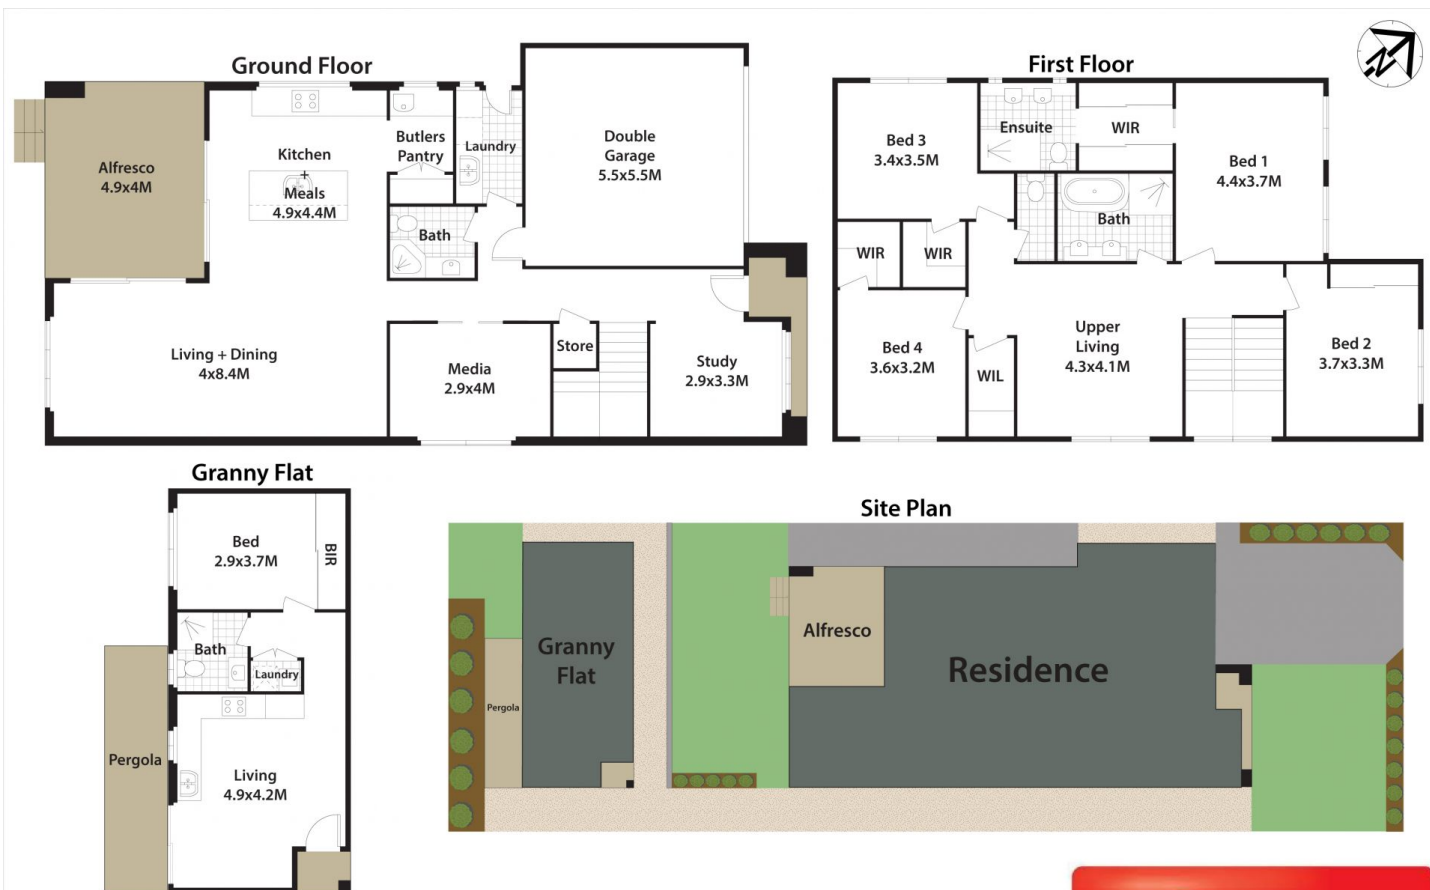 Ground Floor
Alfresco
4.9x4M
Kitchen
+
Meals
4.9x4.4M
Butlers
Pantry
Laundry
Double
Garage
5.5x5.5M
Bath
Living + Dining
4x8.4M
Media
2.9x4M
Store
Study
2.9x3.3M
First Floor
N
Bed 3
3.4x3.5M
Ensuite
WIR
Bed 1
4.4x3.7M
Bath
WIR
WIR
Bed 4
3.6x3.2M
WIL
Upper
Living
4.3x4.1M
Bed 2
3.7x3.3M
Granny Flat
Bed
2.9x3.7M
BIR
Bath
Laundry
Pergola
Living
4.9x4.2M
Site Plan
Granny
Flat
Pergola
Alfresco
Residence